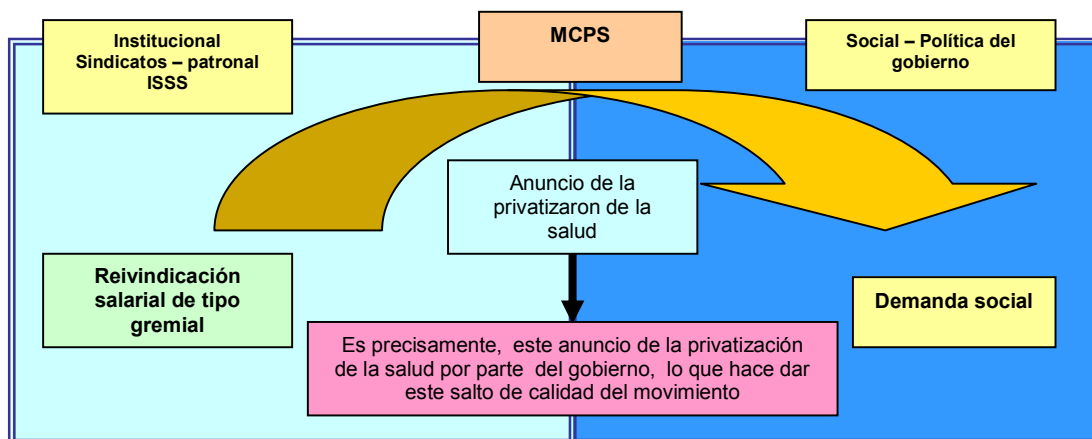 Institucional
Sindicatos – patronal
ISSS
MCPS
Social – Política del
gobierno
Anuncio de la
privatizaron de la
salud
Reivindicación
salarial de tipo
gremial
Demanda social
Es precisamente, este anuncio de la privatización
de la salud por parte del gobierno, lo que hace dar
este salto de calidad del movimiento